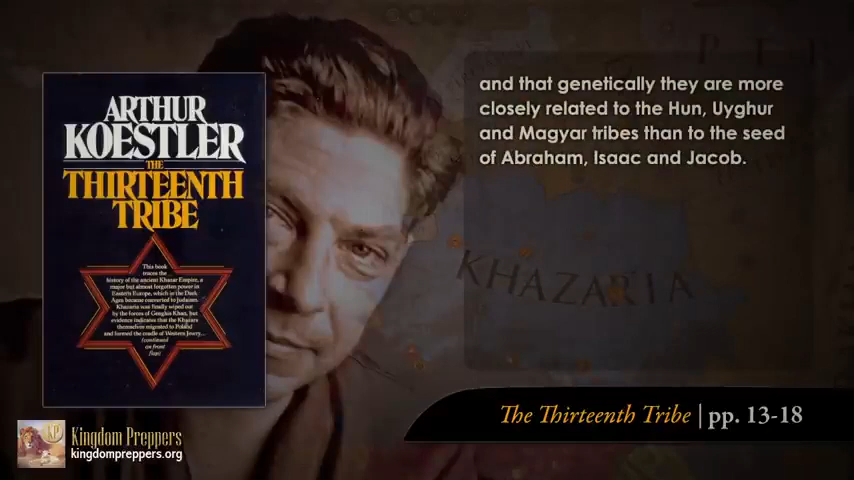 ARTHUR
KOESTLER
THE
THIRTEENTH
TRIBE
This book
traces the
history of the ancient Khazar Empire, a
major but almost forgotten power in
Eastern Europe, which in the Dark
Ages became converted to Judaism.
Khazaria was finally wiped out
by the forces of Genghis Khan, but
evidence indicates that the Khazars
themselves migrated to Poland
and formed the cradle of Western Jewry...
(continued
on front
flap)
and that genetically they are more
closely related to the Hun, Uyghur
and Magyar tribes than to the seed
of Abraham, Isaac and Jacob.
KHAZARIA
The Thirteenth Tribe | pp. 13-18
KP
Kingdom Preppers
kingdompreppers.org